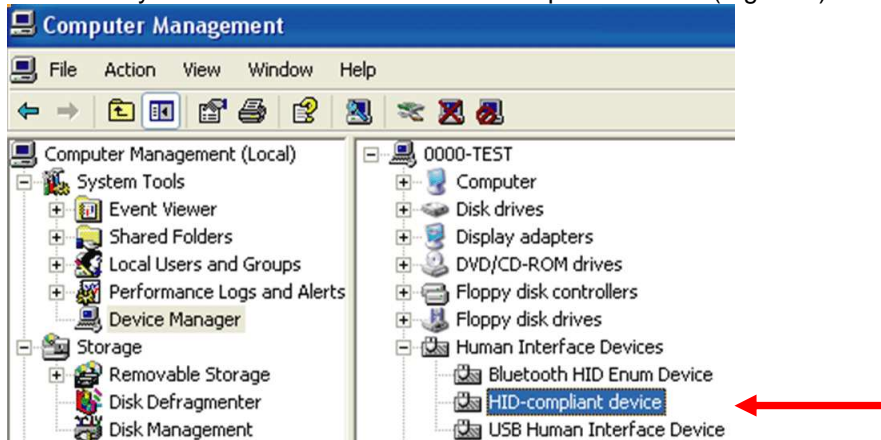 Computer Management
File Action View Window Help
Computer Management (Local)
System Tools
Event Viewer
Shared Folders
Local Users and Groups
Performance Logs and Alerts
Device Manager
Storage
Removable Storage
Disk Defragmenter
Disk Management
0000-TEST
Computer
Disk drives
Display adapters
DVD/CD-ROM drives
Floppy disk controllers
Floppy disk drives
Human Interface Devices
Bluetooth HID Enum Device
HID-compliant device
USB Human Interface Device